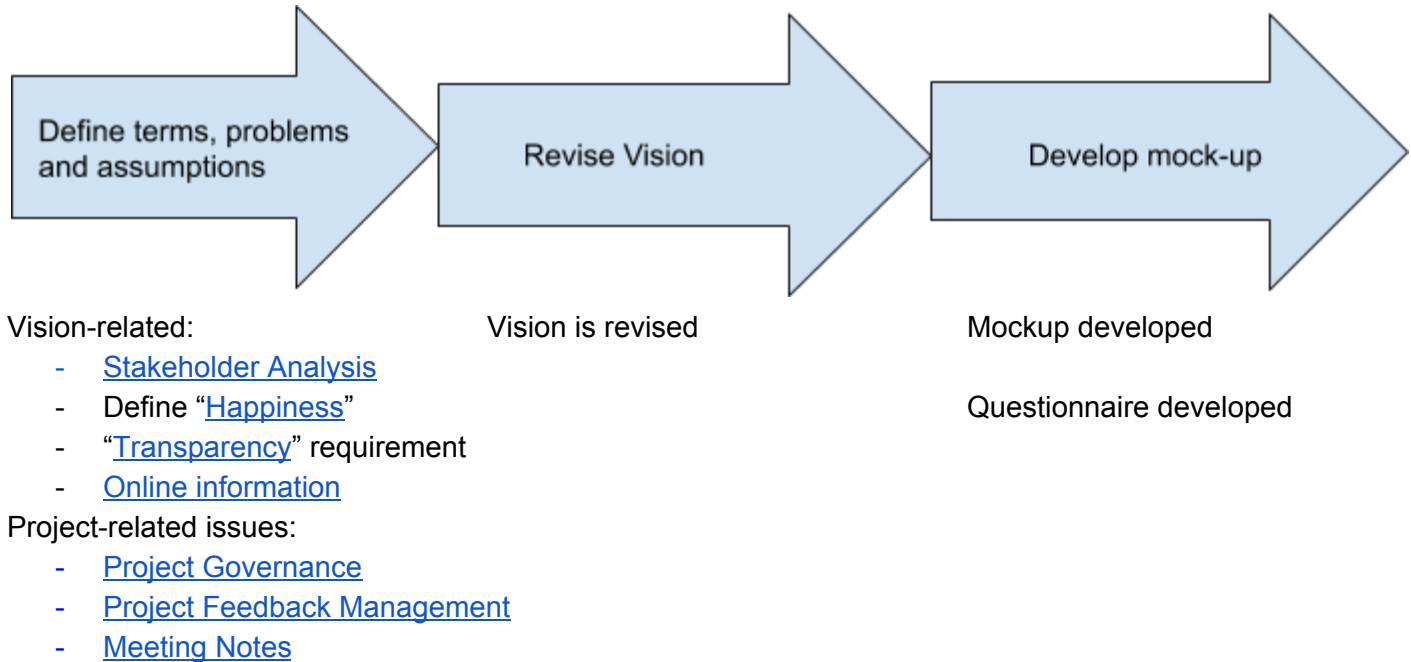 Define terms, problems
and assumptions
Revise Vision
Develop mock-up
Vision-related:
- Stakeholder Analysis
- Define “Happiness”
- “Transparency” requirement
- Online information
Project-related issues:
- Project Governance
- Project Feedback Management
- Meeting Notes
Vision is revised
Mockup developed
Questionnaire developed